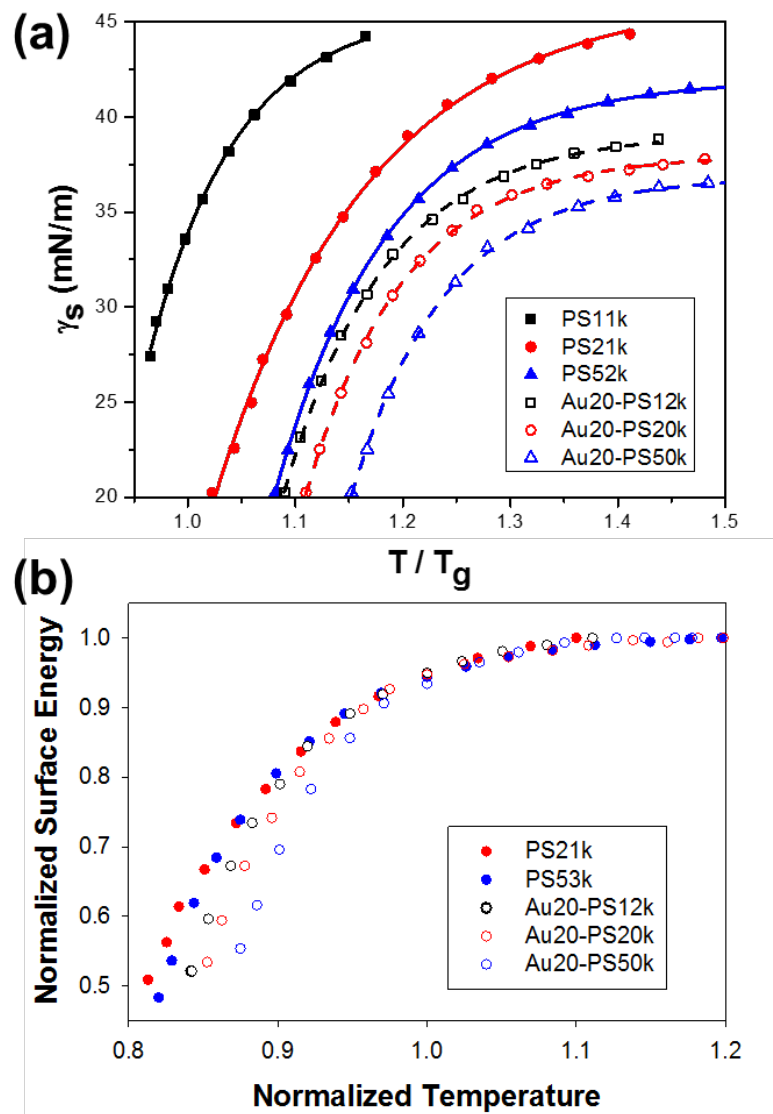 (a)
45
40
35
30
25
20
γs (mN/m)
PS11k
PS21k
PS52k
Au20-PS12k
Au20-PS20k
Au20-PS50k
1.0 1.1 1.2 1.3 1.4 1.5
T / Tg
(b)
1.0
0.9
0.8
0.7
0.6
0.5
Normalized Surface Energy
PS21k
PS53k
Au20-PS12k
Au20-PS20k
Au20-PS50k
0.8 0.9 1.0 1.1 1.2
Normalized Temperature